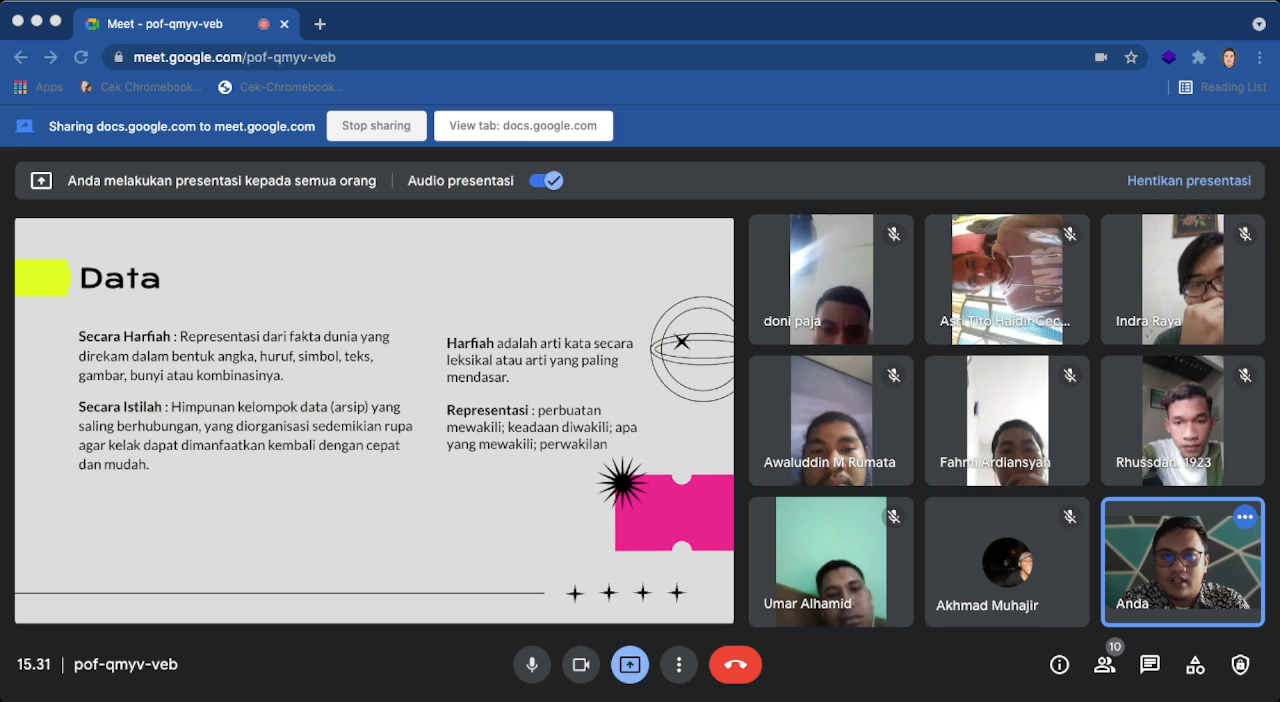 Meet - pof-qmyv-veb
meet.google.com/pof-qmyv-veb
Apps
Cek Chromebook...
Cek-Chromebook...
Reading List
Sharing docs.google.com to meet.google.com
Stop sharing
View tab: docs.google.com
Anda melakukan presentasi kepada semua orang
Audio presentasi
Hentikan presentasi
Data
Secara Harfiah : Representasi dari fakta dunia yang
direkam dalam bentuk angka, huruf, simbol, teks,
gambar, bunyi atau kombinasinya.
Secara Istilah : Himpunan kelompok data (arsip) yang
saling berhubungan, yang diorganisasi sedemikian rupa
agar kelak dapat dimanfaatkan kembali dengan cepat
dan mudah.
Harfiah adalah arti kata secara
leksikal atau arti yang paling
mendasar.
Representasi : perbuatan
mewakili; keadaan diwakili; apa
yang mewakili; perwakilan
doni paja
Asri Tito Haidir Cec...
Indra Raya
Awaluddin M Rumata
Fahmi Ardiansyah
Rhussdan. 1923
Umar Alhamid
Akhmad Muhajir
Anda
15.31 | pof-qmyv-veb
10